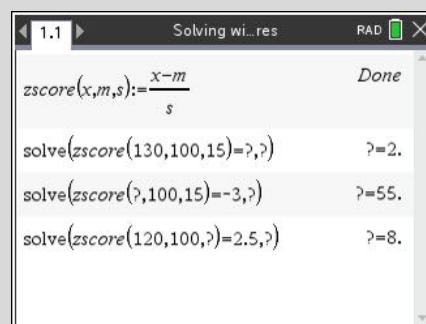 1.1 Solving wi...res RAD
zscore(x,m,s):=x−m/s Done
solve(zscore(130,100,15)=?,?) ?=2.
solve(zscore(?,100,15)=-3,?) ?=55.
solve(zscore(120,100,?)=2.5,?) ?=8.